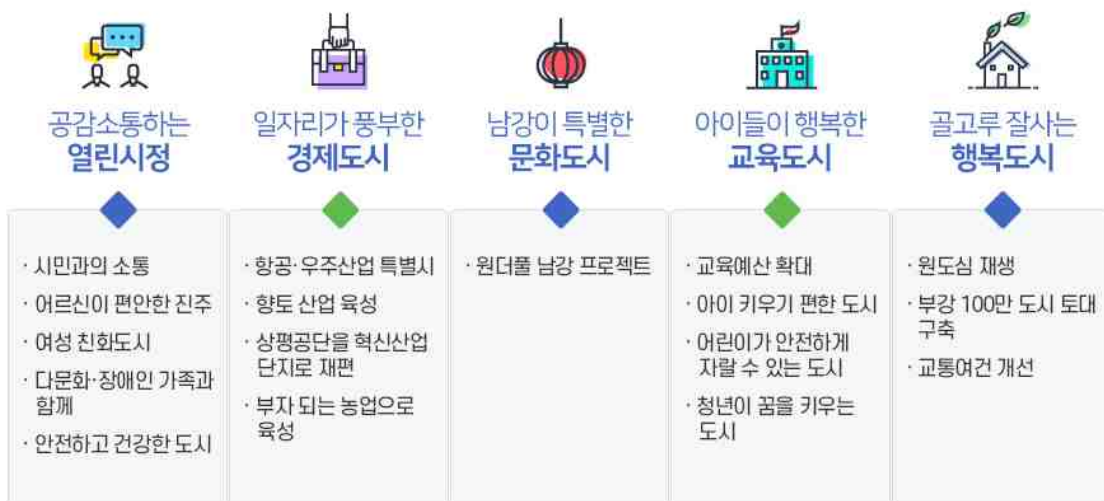 공감소통하는
열린시정
· 시민과의 소통
· 어르신이 편안한 진주
· 여성 친화도시
· 다문화·장애인 가족과
함께
· 안전하고 건강한 도시
일자리가 풍부한
경제도시
· 항공·우주산업 특별시
· 향토 산업 육성
· 상평공단을 혁신산업
단지로 재편
· 부자 되는 농업으로
육성
남강이 특별한
문화도시
· 원더풀 남강 프로젝트
아이들이 행복한
교육도시
· 교육예산 확대
· 아이 키우기 편한 도시
· 어린이가 안전하게
자랄 수 있는 도시
· 청년이 꿈을 키우는
도시
골고루 잘사는
행복도시
· 원도심 재생
· 부강 100만 도시 토대
구축
· 교통여건 개선